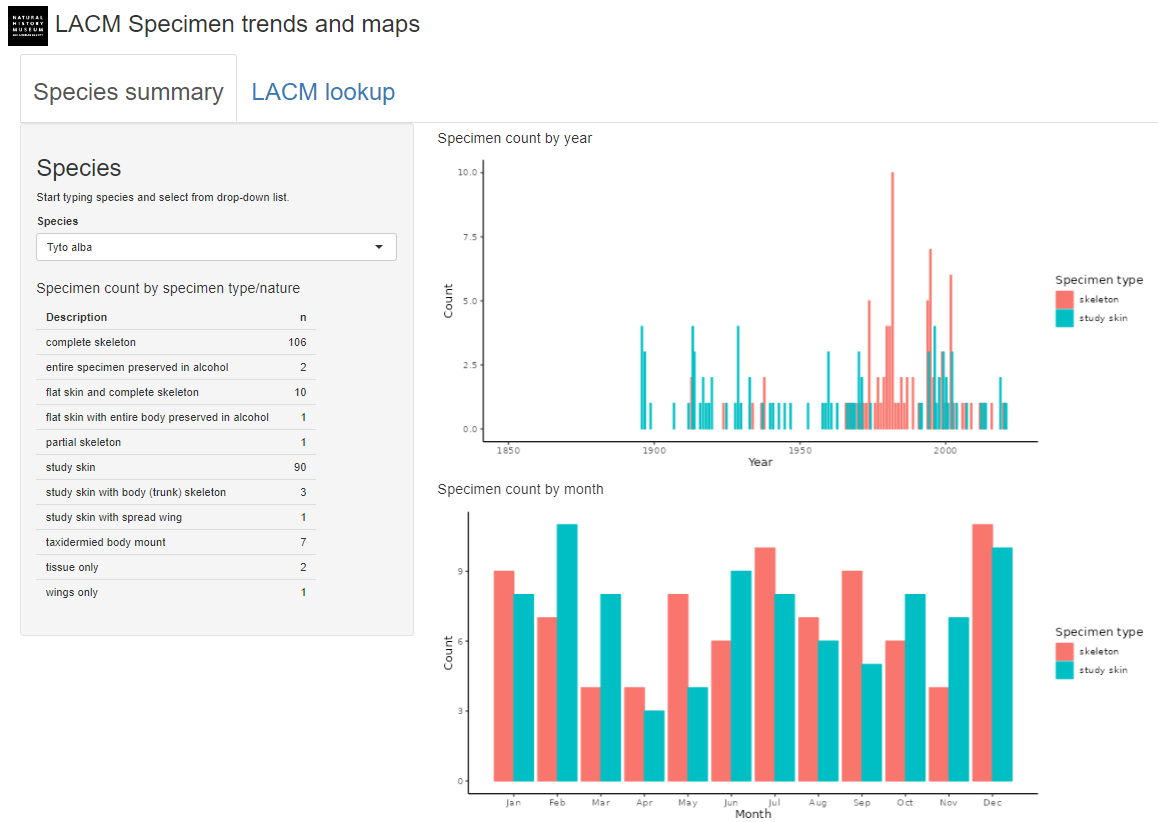 NATURAL
HISTORY
MUSEUM
LACM Specimen trends and maps
Species summary
LACM lookup
Species
Start typing species and select from drop-down list.
Species
Tyto alba
Specimen count by specimen type/nature
Description n
complete skeleton 106
entire specimen preserved in alcohol 2
flat skin and complete skeleton 10
flat skin with entire body preserved in alcohol 1
partial skeleton 1
study skin 90
study skin with body (trunk) skeleton 3
study skin with spread wing 1
taxidermied body mount 7
tissue only 2
wings only 1
Specimen count by year
10.0
7.5
5.0
2.5
0.0
Count
1850 1900 1950 2000
Year
Specimen type
skeleton
study skin
Specimen count by month
9
6
3
0
Count
Jan Feb Mar Apr May Jun Jul Aug Sep Oct Nov Dec
Month
Specimen type
skeleton
study skin